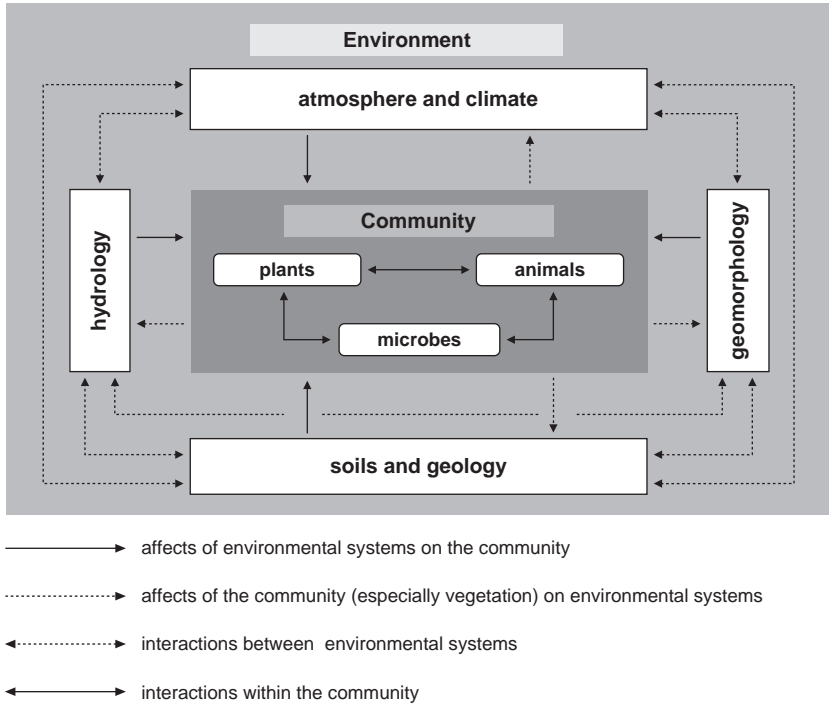 Environment
atmosphere and climate
hydrology
Community
plants
animals
microbes
geomorphology
soils and geology
affects of environmental systems on the community
affects of the community (especially vegetation) on environmental systems
interactions between environmental systems
interactions within the community